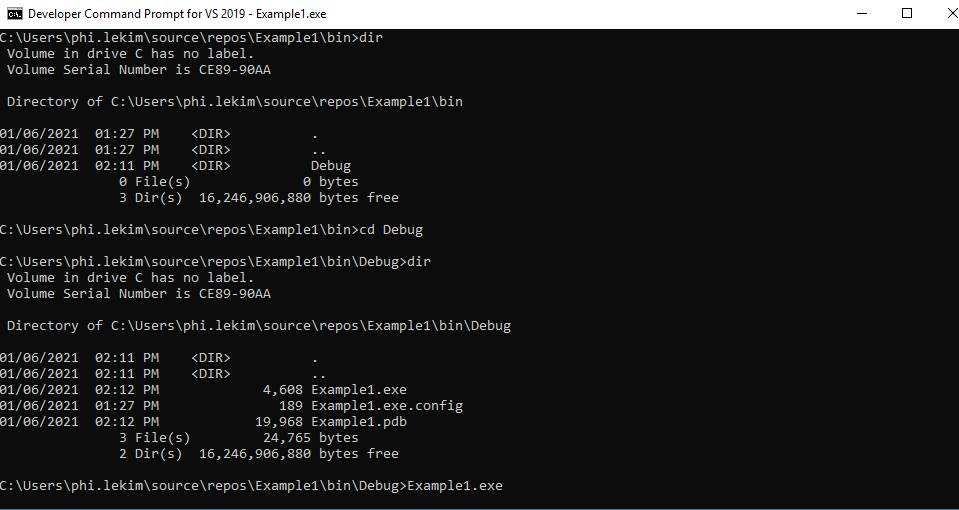 Developer Command Prompt for VS 2019 - Example1.exe
C:\Users\phi.lekim\source\repos\Example1\bin>dir
 Volume in drive C has no label.
 Volume Serial Number is CE89-90AA

 Directory of C:\Users\phi.lekim\source\repos\Example1\bin

01/06/2021  01:27 PM    <DIR>          .
01/06/2021  01:27 PM    <DIR>          ..
01/06/2021  02:11 PM    <DIR>          Debug
               0 File(s)              0 bytes
               3 Dir(s)  16,246,906,880 bytes free

C:\Users\phi.lekim\source\repos\Example1\bin>cd Debug

C:\Users\phi.lekim\source\repos\Example1\bin\Debug>dir
 Volume in drive C has no label.
 Volume Serial Number is CE89-90AA

 Directory of C:\Users\phi.lekim\source\repos\Example1\bin\Debug

01/06/2021  02:11 PM    <DIR>          .
01/06/2021  02:11 PM    <DIR>          ..
01/06/2021  02:12 PM             4,608 Example1.exe
01/06/2021  01:27 PM               189 Example1.exe.config
01/06/2021  02:12 PM            19,968 Example1.pdb
               3 File(s)         24,765 bytes
               2 Dir(s)  16,246,906,880 bytes free

C:\Users\phi.lekim\source\repos\Example1\bin\Debug>Example1.exe